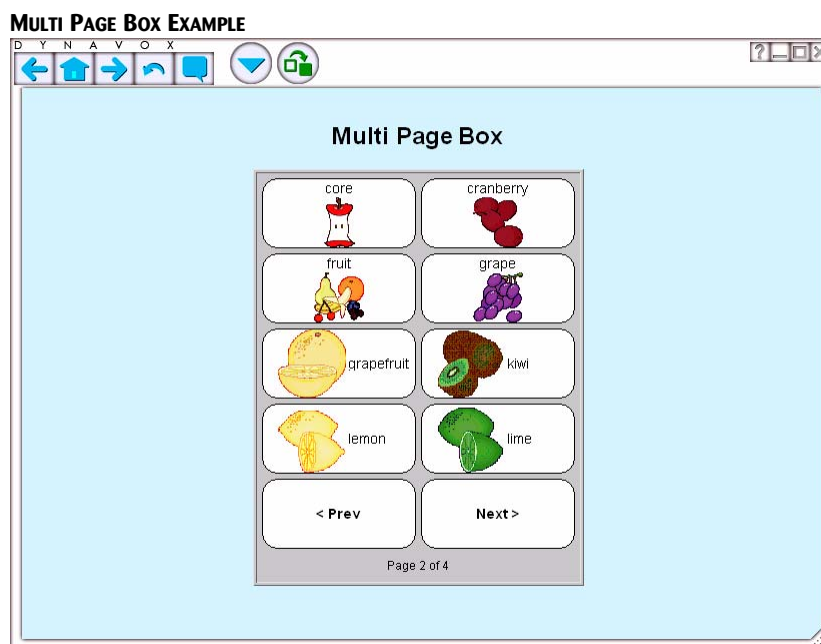 MULTI PAGE BOX EXAMPLE
D Y N A V O X
?
Multi Page Box
core cranberry
fruit grape
grapefruit kiwi
lemon lime
< Prev Next >
Page 2 of 4